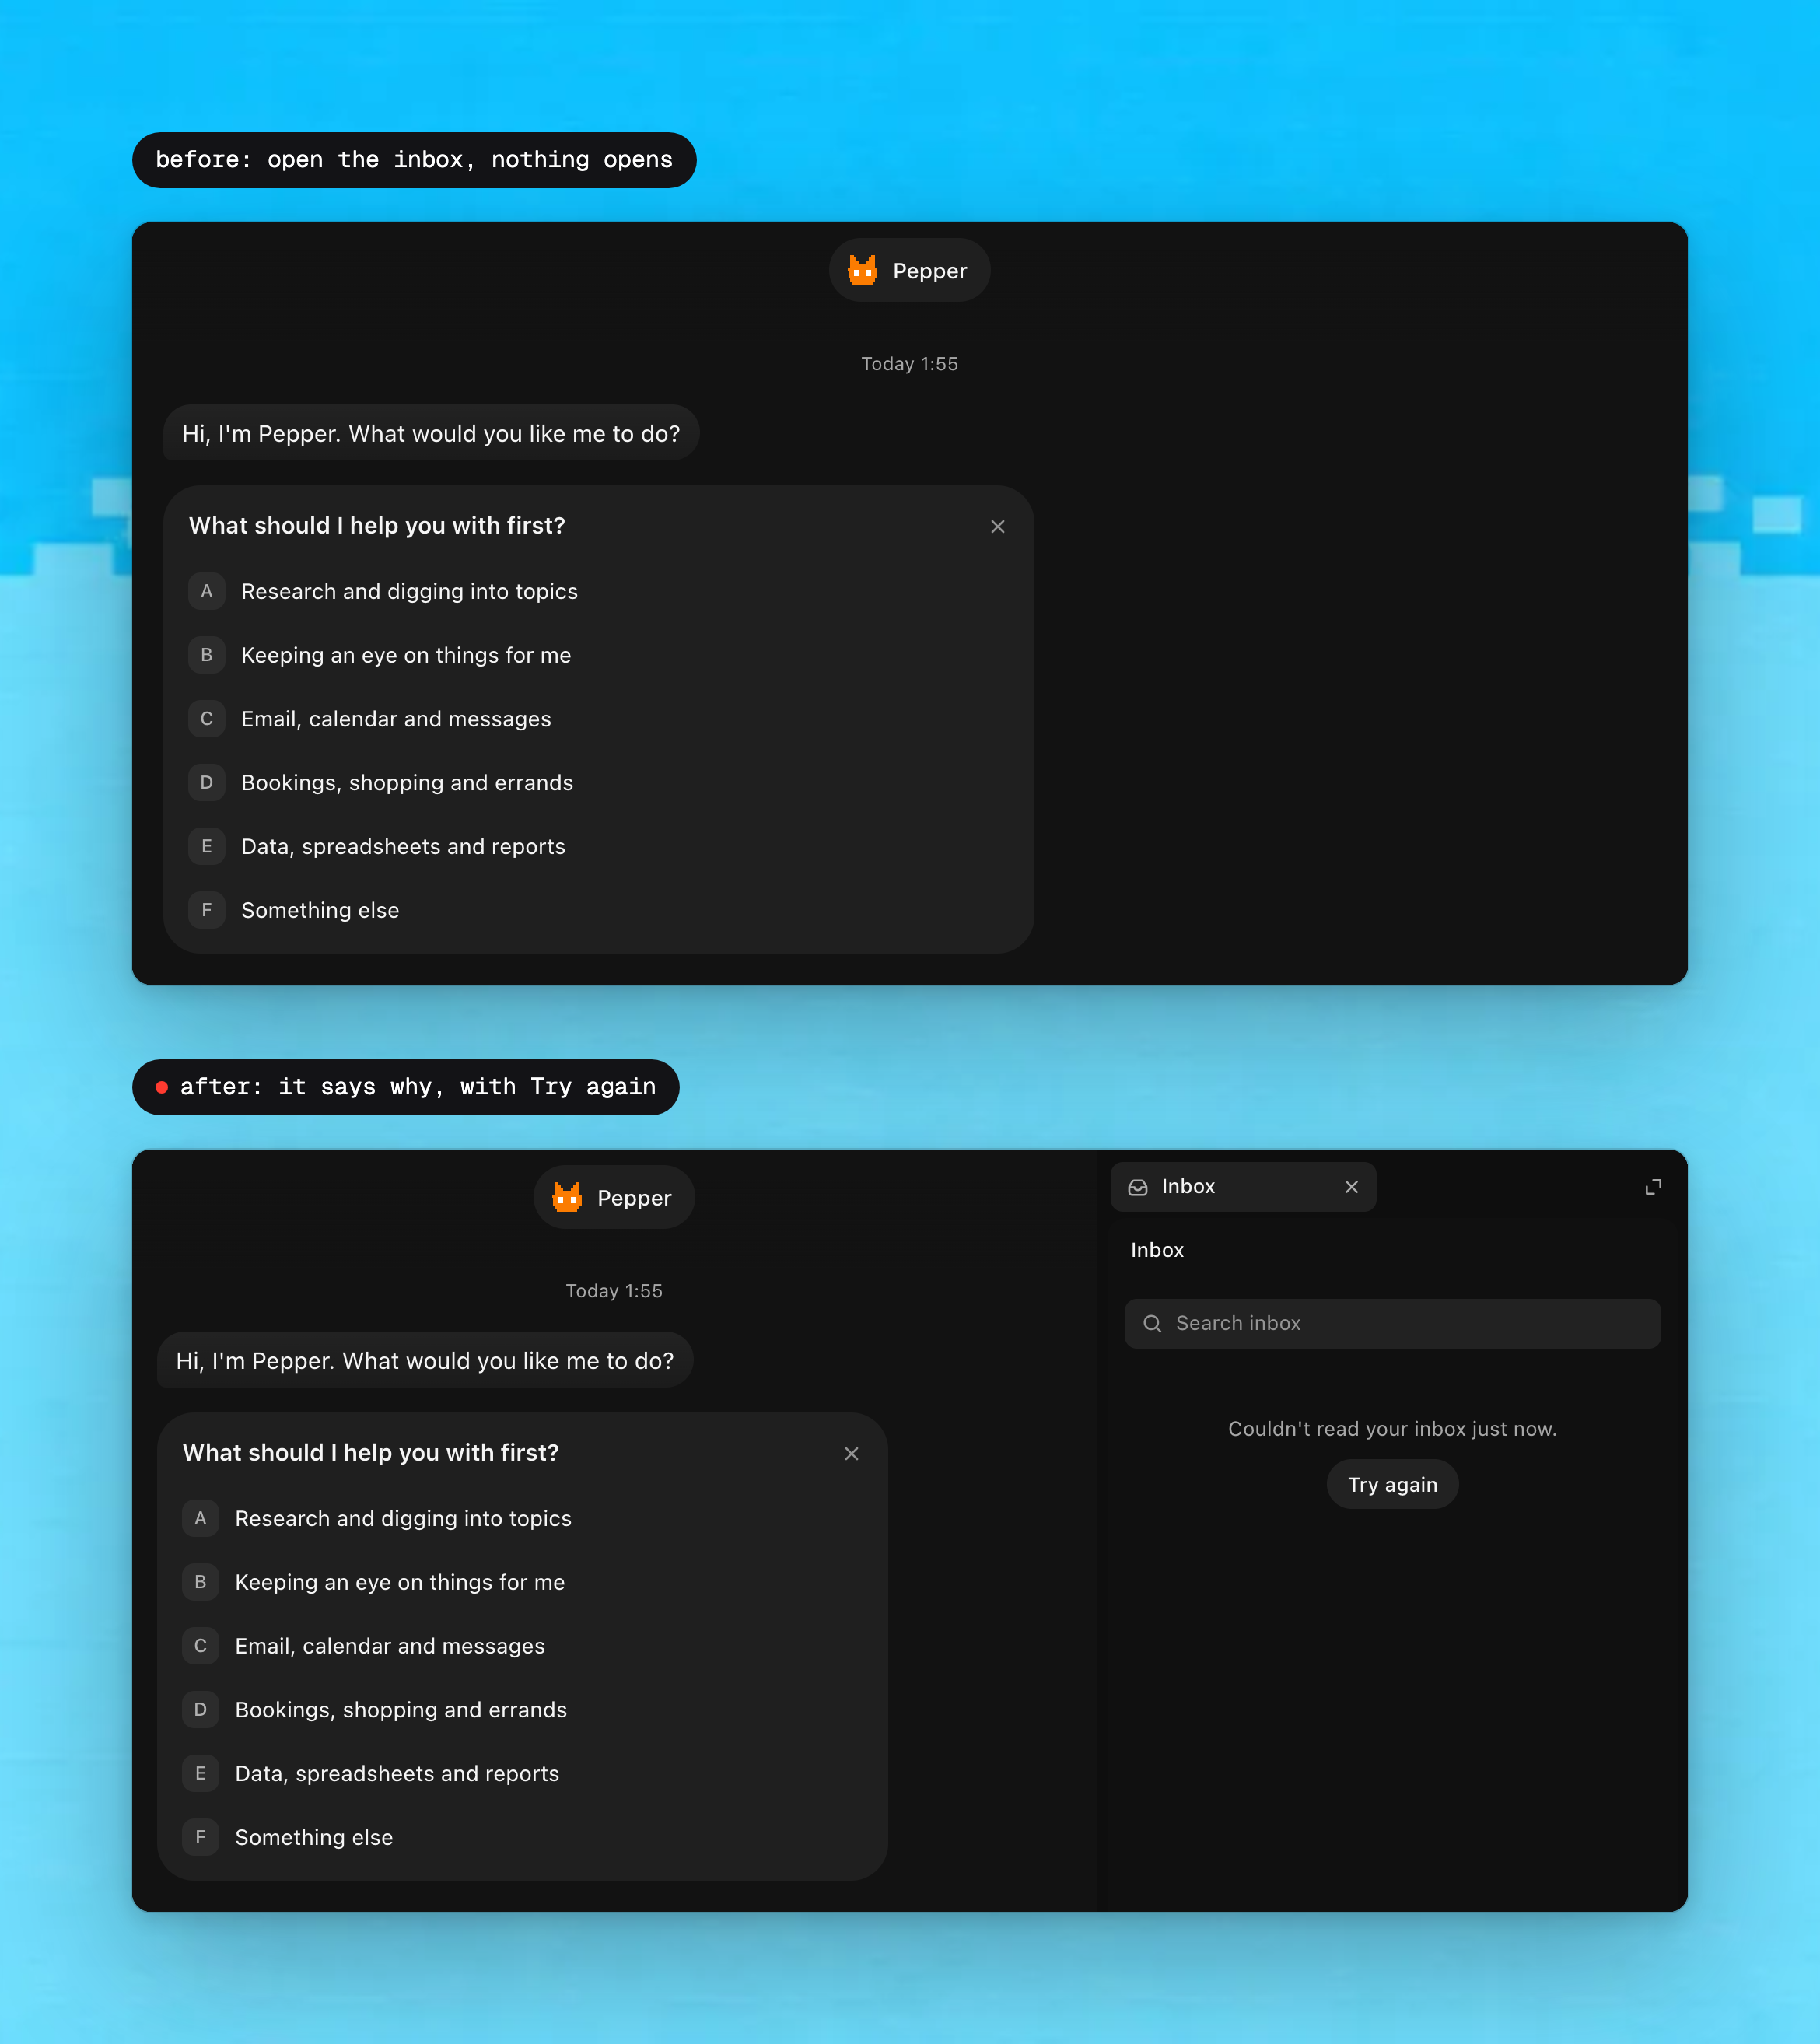 before: open the inbox, nothing opens
Pepper
Today 1:55
Hi, I'm Pepper. What would you like me to do?
What should I help you with first?
A Research and digging into topics
B Keeping an eye on things for me
C Email, calendar and messages
D Bookings, shopping and errands
E Data, spreadsheets and reports
F Something else
after: it says why, with Try again
Pepper
Today 1:55
Hi, I'm Pepper. What would you like me to do?
What should I help you with first?
A Research and digging into topics
B Keeping an eye on things for me
C Email, calendar and messages
D Bookings, shopping and errands
E Data, spreadsheets and reports
F Something else
Inbox
Inbox
Search inbox
Couldn't read your inbox just now.
Try again